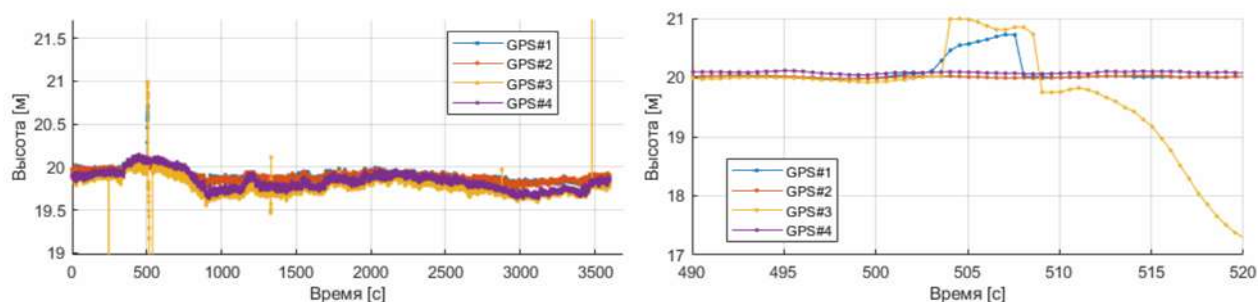 21.5
21
20.5
20
19.5
19
Высота [м]
GPS#1
GPS#2
GPS#3
GPS#4
0 500 1000 1500 2000 2500 3000 3500
Время [с]
21
20
19
18
17
Высота [м]
GPS#1
GPS#2
GPS#3
GPS#4
490 495 500 505 510 515 520
Время [с]